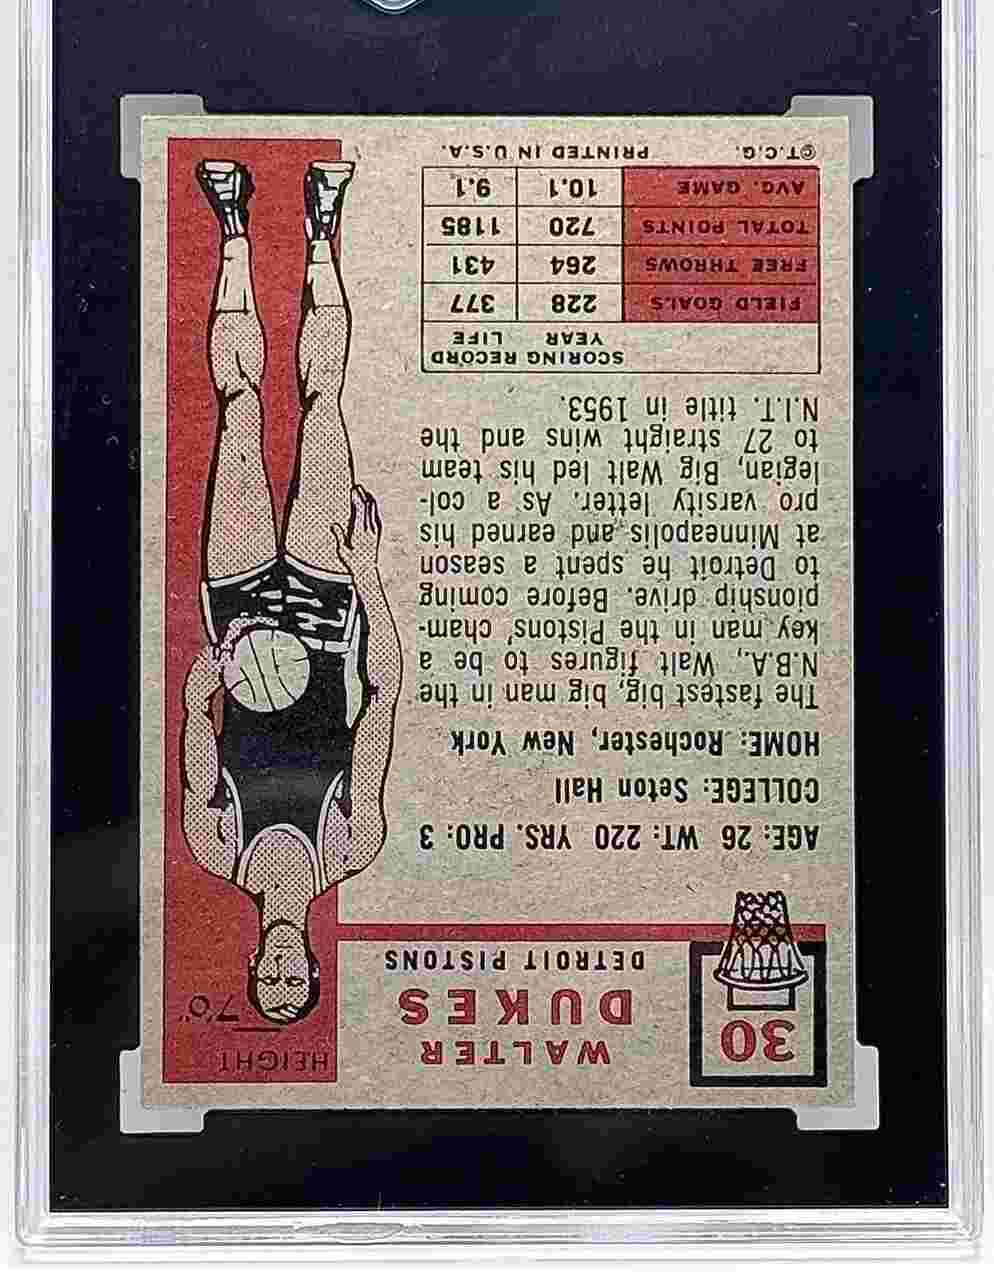 30
WALTER
DUKES
DETROIT PISTONS
HEIGHT
7'0"
AGE: 26 WT: 220 YRS. PRO: 3
COLLEGE: Seton Hall
HOME: Rochester, New York
The fastest big, big man in the
N.B.A., Walt figures to be a
key man in the Pistons' cham-
pionship drive. Before coming
to Detroit he spent a season
at Minneapolis and earned his
pro varsity letter. As a col-
legian, Big Walt led his team
to 27 straight wins and the
N.I.T. title in 1953.
SCORING RECORD
YEAR LIFE
FIELD GOALS 228 377
FREE THROWS 264 431
TOTAL POINTS 720 1185
AVG. GAME 10.1 9.1
©T.C.G. PRINTED IN U.S.A.